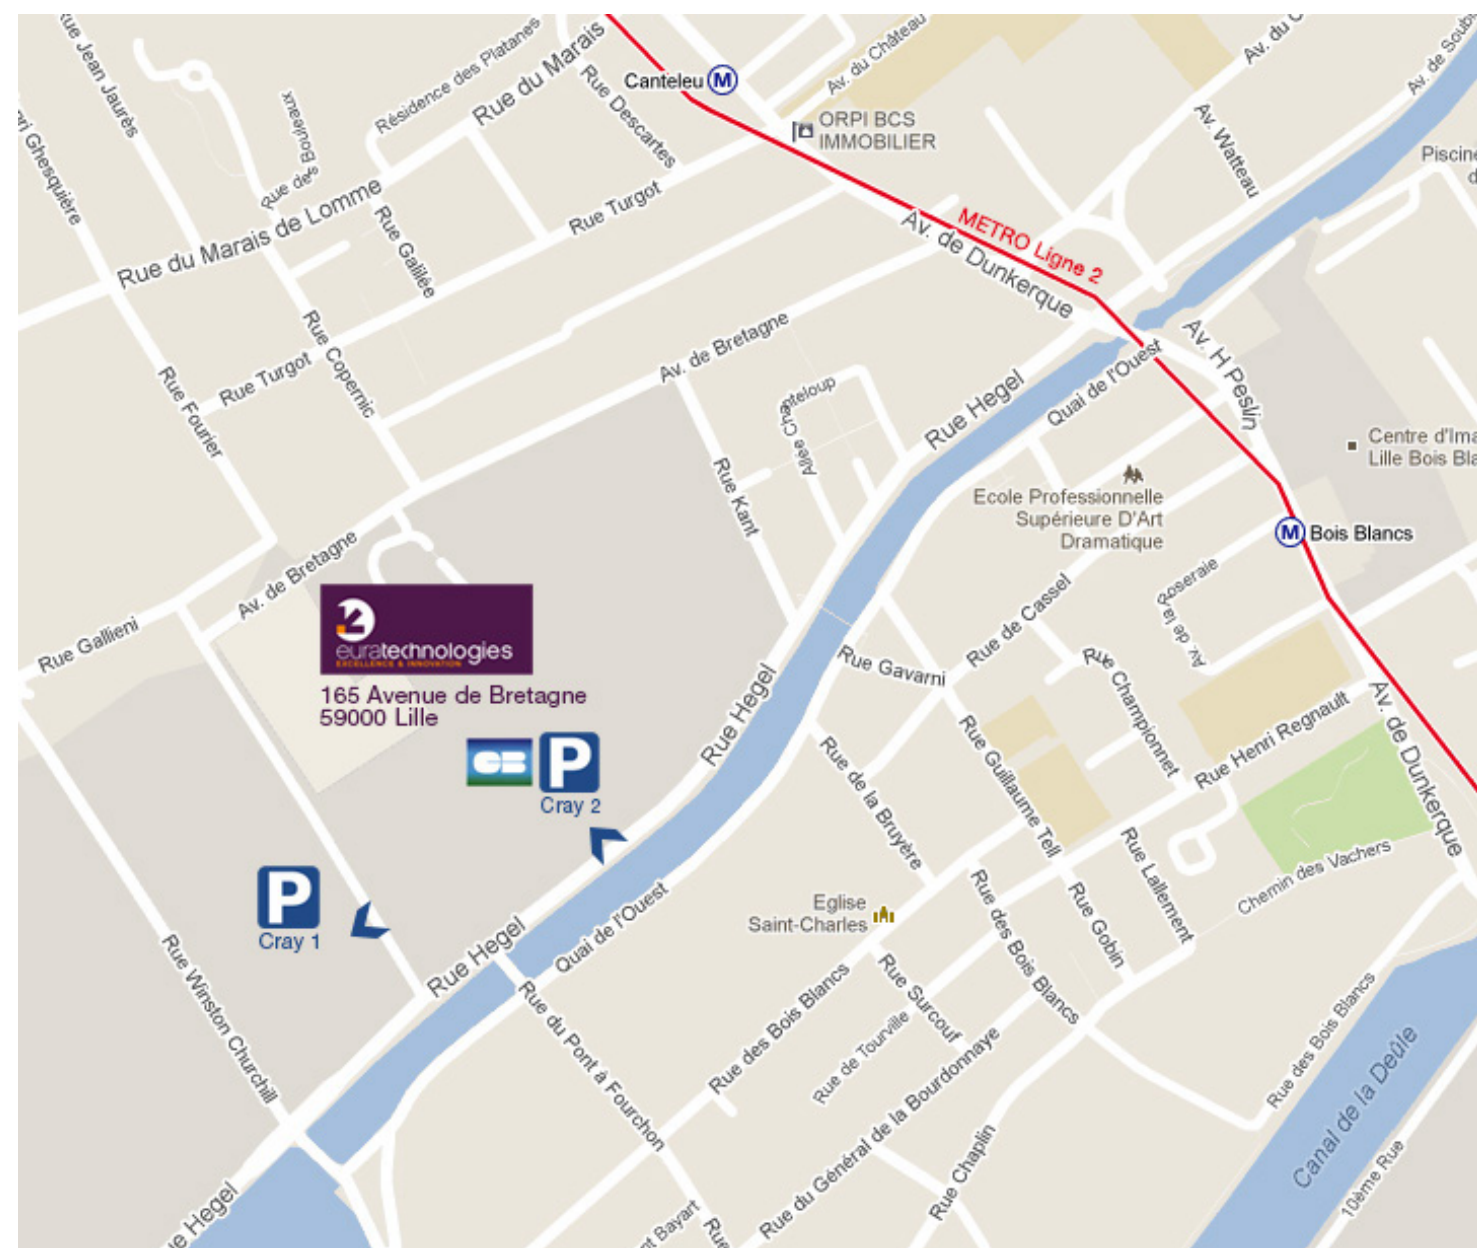 Rue Jean Jaurès
Ghesquière
Rue des
Bouleaux
Résidence des Platanes
Rue du Marais
Rue Descartes
Canteleu
M
Av. du Château
ORPI BCS
IMMOBILIER
Av. Watteau
Piscine
Rue du Marais de Lomme
Rue Galilée
Rue Turgot
METRO Ligne 2
Av. de Dunkerque
Rue Copernic
Rue Turgot
Rue Fourier
Av. de Bretagne
Allée Chanteloup
Rue Hegel
Quai de l'Ouest
Av. H Peslin
Centre d'Ima
Lille Bois Bla
Rue Kant
Ecole Professionnelle
Supérieure D'Art
Dramatique
M
Bois Blancs
Av. de Bretagne
Rue Gallieni
euratechnologies
EXCELLENCE & INNOVATION
165 Avenue de Bretagne
59000 Lille
CB
P
Cray 2
Rue Hegel
Rue Gavarni
Rue de Cassel
Av. de la Roseraie
Rue Championnet
Rue Henri Regnault
Av. de Dunkerque
Rue de la Bruyère
Rue Guillaume Tell
Rue Lallement
Chemin des Vachers
P
Cray 1
Eglise
Saint-Charles
Rue des Bois Blancs
Rue Gobin
Rue Hegel
Quai de l'Ouest
Rue Winston Churchill
Rue du Pont à Fourchon
Rue des Bois Blancs
Rue Surcouf
Rue de Tourville
Rue du Général de la Bourdonnaye
Rue Chaplin
Rue des Bois Blancs
Canal de la Deûle
10ème Rue
Hegel
Bayart
Rue